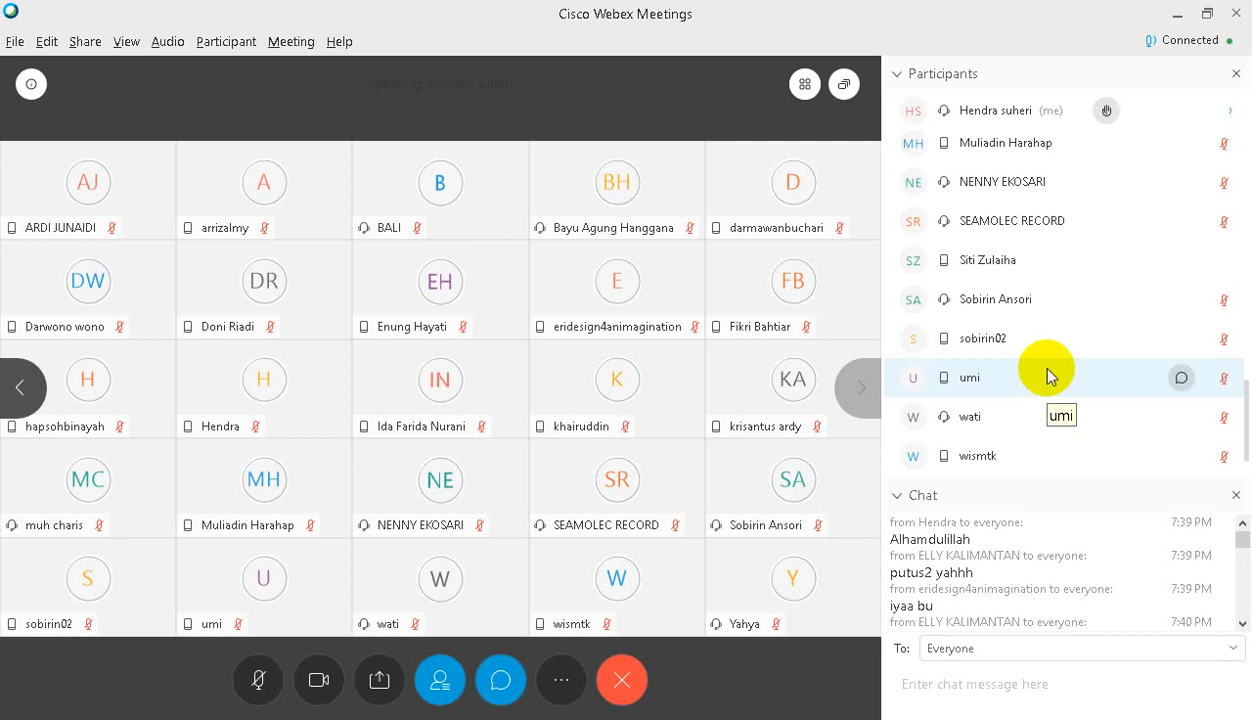 Cisco Webex Meetings
File Edit Share View Audio Participant Meeting Help
Connected
AJ
ARDI JUNAIDI
A
arrizalmy
B
BALI
BH
Bayu Agung Hanggana
D
darmawanbuchari
DW
Darwono wono
DR
Doni Riadi
EH
Enung Hayati
E
eridesign4animagination
FB
Fikri Bahtiar
H
hapsohbinayah
H
Hendra
IN
Ida Farida Nurani
K
khairuddin
KA
krisantus ardy
MC
muh charis
MH
Muliadin Harahap
NE
NENNY EKOSARI
SR
SEAMOLEC RECORD
SA
Sobirin Ansori
S
sobirin02
U
umi
W
wati
W
wismtk
Y
Yahya
Participants
HS Hendra suheri (me)
MH Muliadin Harahap
NE NENNY EKOSARI
SR SEAMOLEC RECORD
SZ Siti Zulaiha
SA Sobirin Ansori
S sobirin02
U umi
umi
W wati
W wismtk
Chat
from Hendra to everyone: 7:39 PM
Alhamdulillah
from ELLY KALIMANTAN to everyone: 7:39 PM
putus2 yahhh
from eridesign4animagination to everyone: 7:39 PM
iyaa bu
from ELLY KALIMANTAN to everyone: 7:40 PM
To: Everyone
Enter chat message here